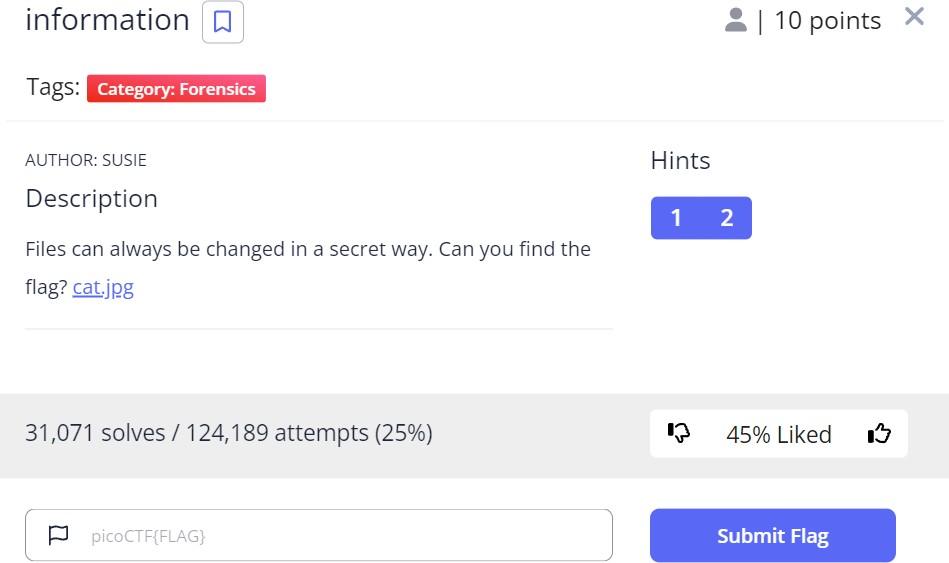 information
| 10 points
Tags: Category: Forensics
AUTHOR: SUSIE
Description
Files can always be changed in a secret way. Can you find the
flag? cat.jpg
Hints
1 2
31,071 solves / 124,189 attempts (25%)
45% Liked
picoCTF{FLAG}
Submit Flag